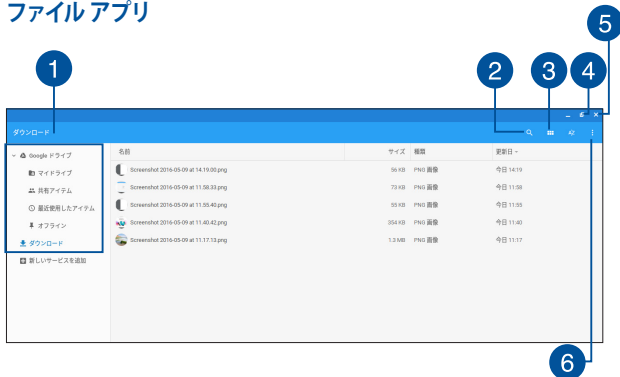 ファイル アプリ
5
1
2
3
4
ダウンロード
Google ドライブ
マイドライブ
共有アイテム
最近使用したアイテム
オフライン
ダウンロード
新しいサービスを追加
名前 サイズ 種類 更新日
Screenshot 2016-05-09 at 14.19.00.png 56 KB PNG 画像 今日 14:19
Screenshot 2016-05-09 at 11.58.33.png 73 KB PNG 画像 今日 11:58
Screenshot 2016-05-09 at 11.55.40.png 55 KB PNG 画像 今日 11:55
Screenshot 2016-05-09 at 11.40.42.png 354 KB PNG 画像 今日 11:40
Screenshot 2016-05-09 at 11.17.13.png 1.3 MB PNG 画像 今日 11:17
6